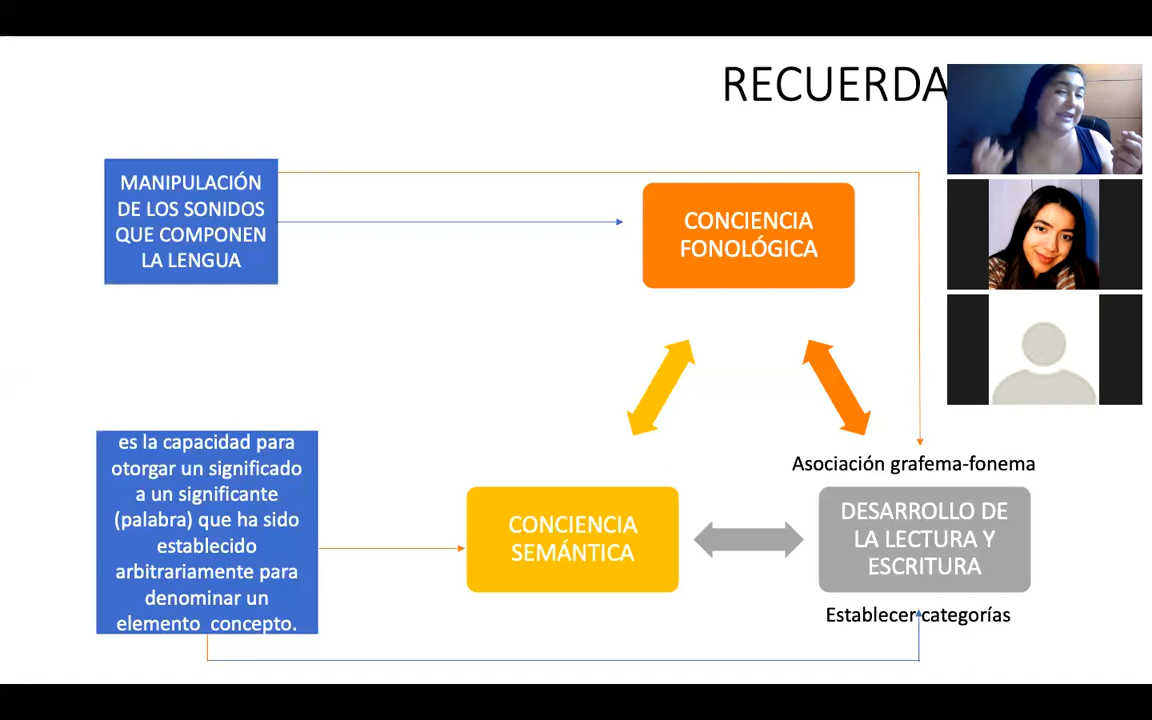 RECUERDA
MANIPULACIÓN
DE LOS SONIDOS
QUE COMPONEN
LA LENGUA
CONCIENCIA
FONOLÓGICA
es la capacidad para
otorgar un significado
a un significante
(palabra) que ha sido
establecido
arbitrariamente para
denominar un
elemento concepto.
CONCIENCIA
SEMÁNTICA
Asociación grafema-fonema
DESARROLLO DE
LA LECTURA Y
ESCRITURA
Establecer categorías